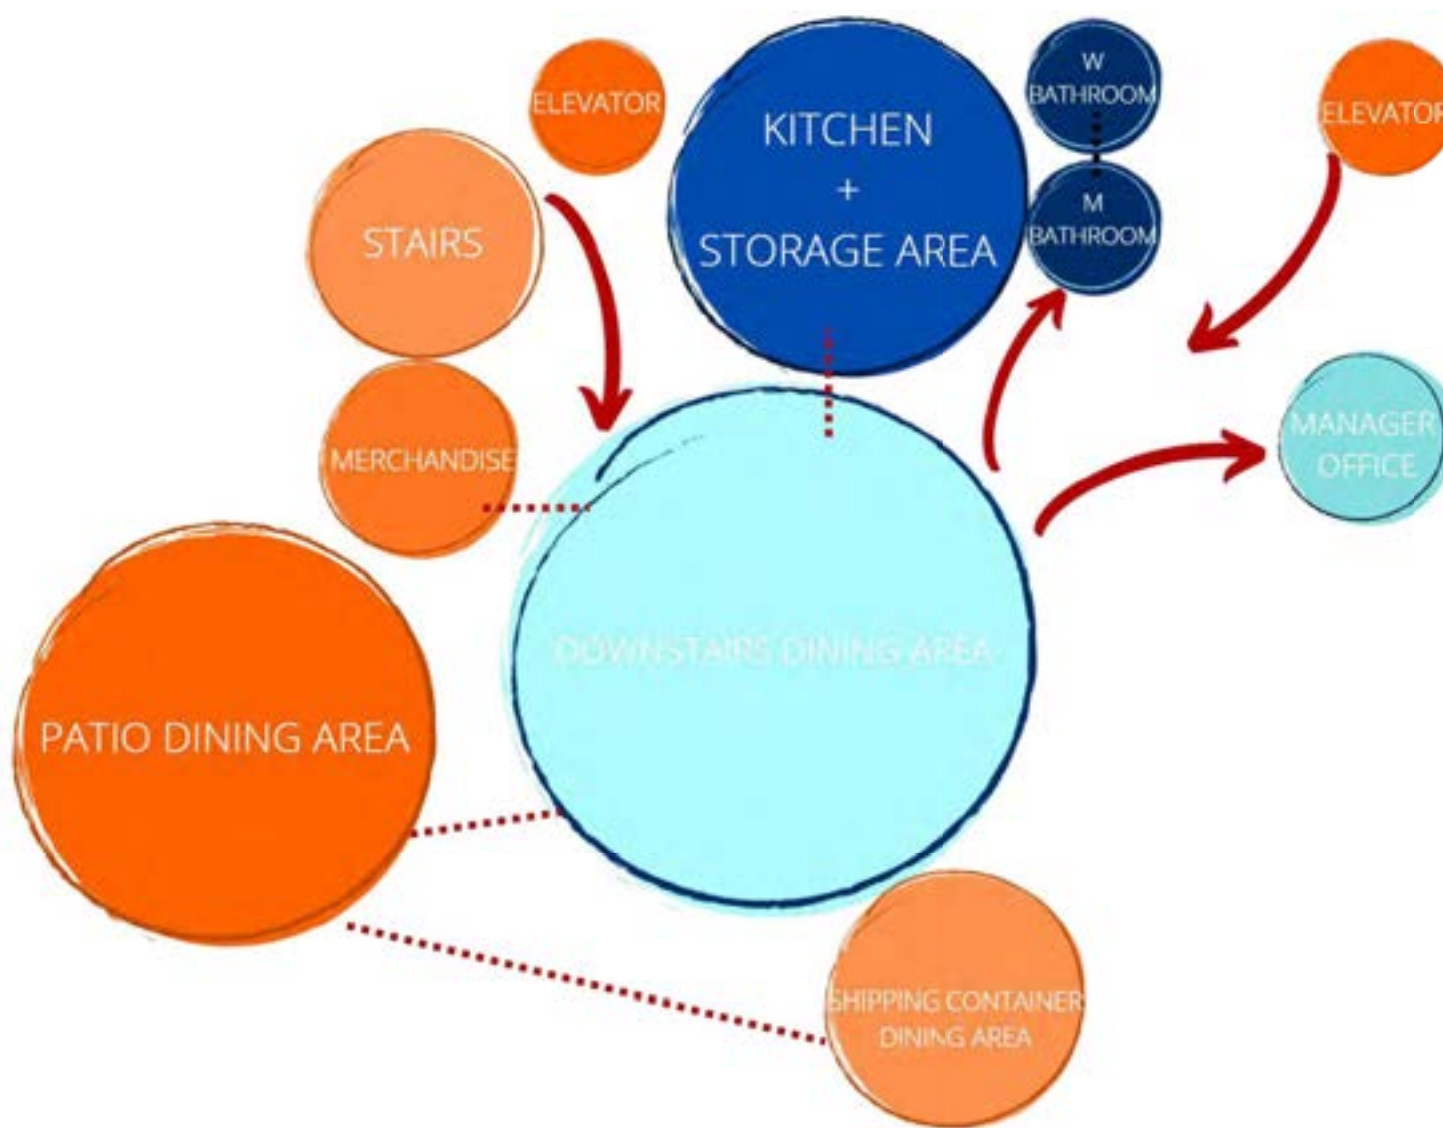 ELEVATOR
KITCHEN
+
STORAGE AREA
W
BATHROOM
M
BATHROOM
ELEVATOR
STAIRS
MERCHANDISE
MANAGER
OFFICE
DOWNSTAIRS DINING AREA
PATIO DINING AREA
SHIPPING CONTAINER
DINING AREA